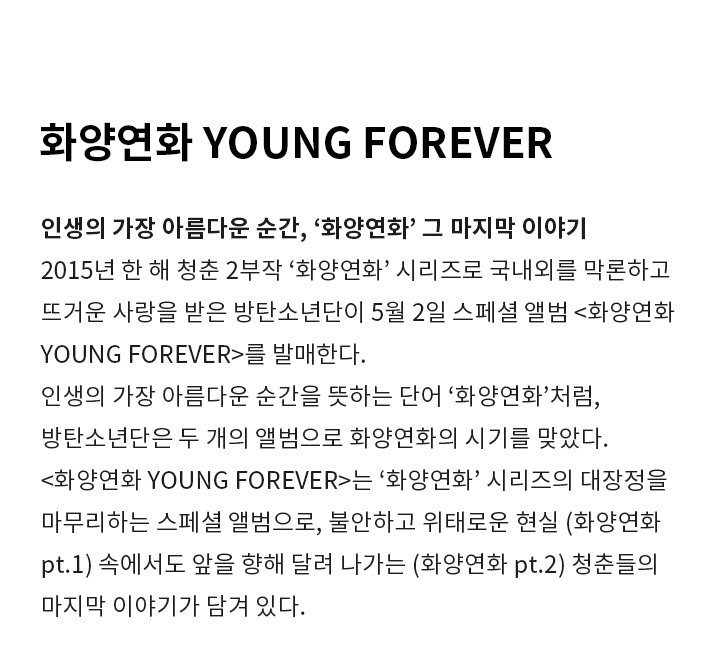 화양연화 YOUNG FOREVER
인생의 가장 아름다운 순간, ‘화양연화’ 그 마지막 이야기
2015년 한 해 청춘 2부작 ‘화양연화’ 시리즈로 국내외를 막론하고
뜨거운 사랑을 받은 방탄소년단이 5월 2일 스페셜 앨범 <화양연화
YOUNG FOREVER>를 발매한다.
인생의 가장 아름다운 순간을 뜻하는 단어 ‘화양연화’처럼,
방탄소년단은 두 개의 앨범으로 화양연화의 시기를 맞았다.
<화양연화 YOUNG FOREVER>는 ‘화양연화’ 시리즈의 대장정을
마무리하는 스페셜 앨범으로, 불안하고 위태로운 현실 (화양연화
pt.1) 속에서도 앞을 향해 달려 나가는 (화양연화 pt.2) 청춘들의
마지막 이야기가 담겨 있다.